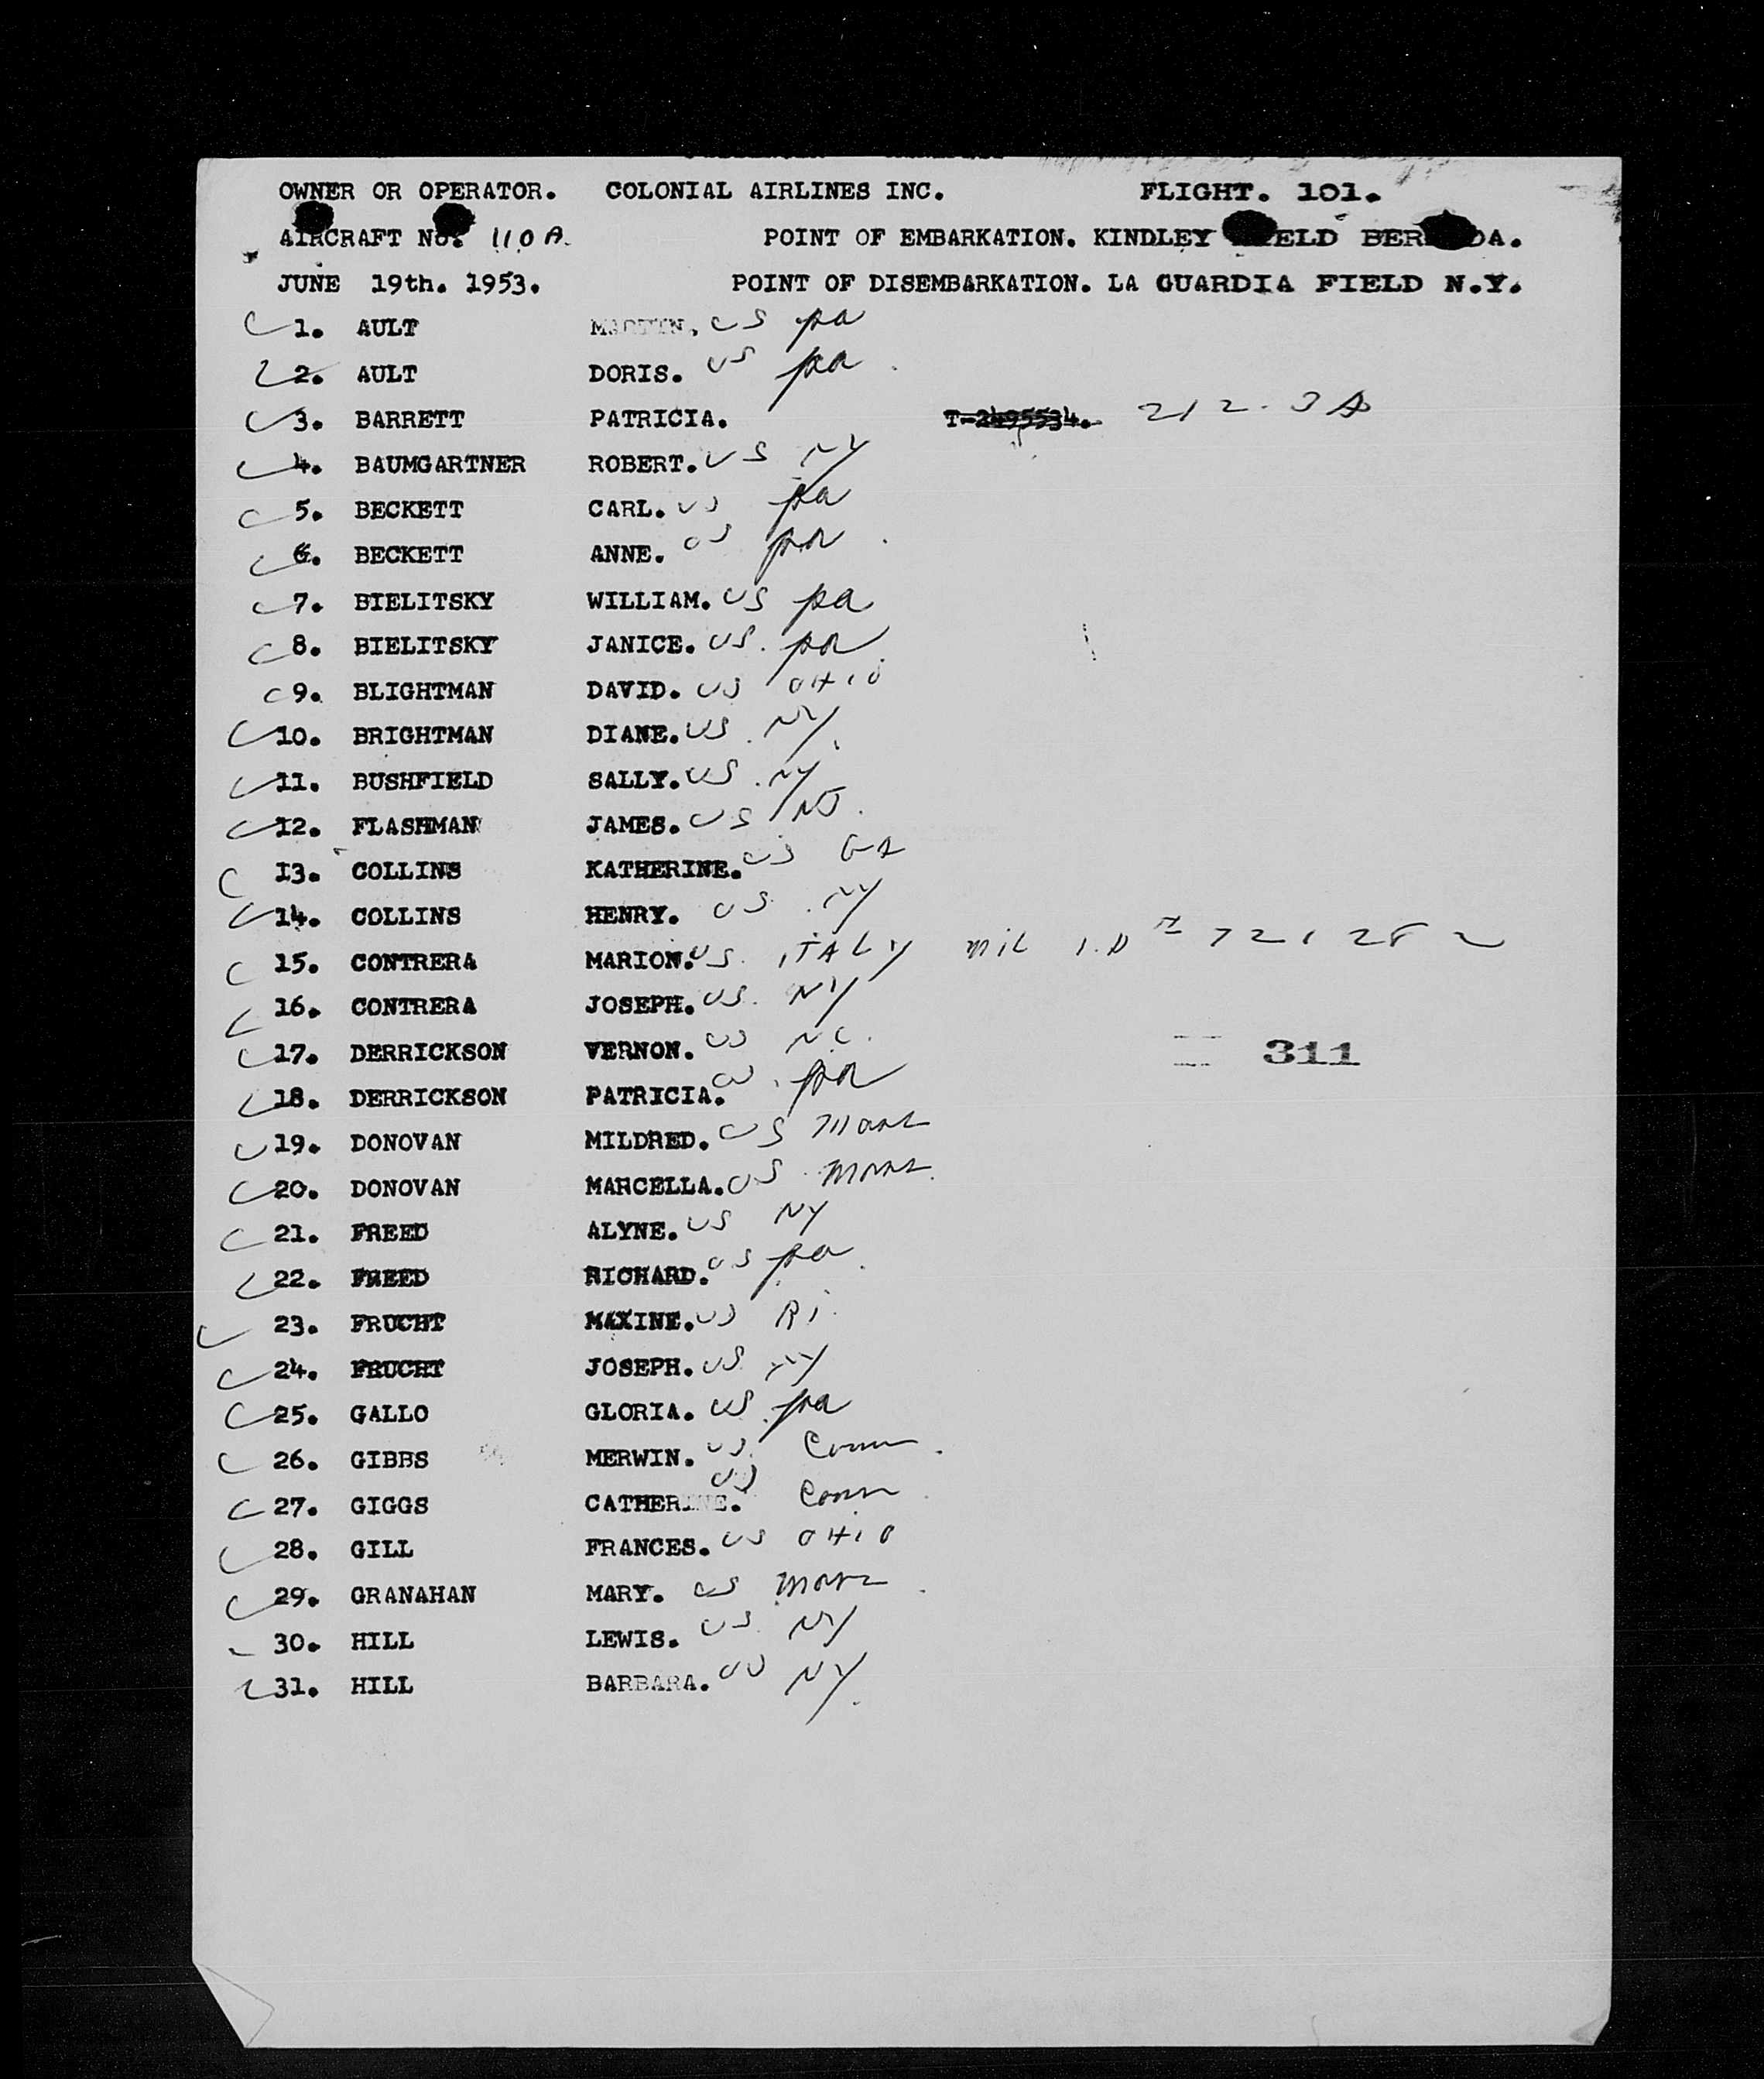 OWNER OR OPERATOR. COLONIAL AIRLINES INC. FLIGHT. 101.
AIRCRAFT No. 110A. POINT OF EMBARKATION. KINDLEY FIELD BERMUDA.
JUNE 19th. 1953. POINT OF DISEMBARKATION. LA GUARDIA FIELD N.Y.
1. AULT MARTIN. US pa
2. AULT DORIS. US pa
3. BARRETT PATRICIA. T-2495534. 212.3A
4. BAUMGARTNER ROBERT. US NY
5. BECKETT CARL. US pa
6. BECKETT ANNE. US pa
7. BIELITSKY WILLIAM. US pa
8. BIELITSKY JANICE. US. pa
9. BLIGHTMAN DAVID. US OHIO
10. BRIGHTMAN DIANE. US. NY
11. BUSHFIELD SALLY. US. NY
12. FLASHMAN JAMES. US NJ
13. COLLINS KATHERINE. US GA
14. COLLINS HENRY. US. NY
15. CONTRERA MARION. US. ITALY MIL I.D
16. CONTRERA JOSEPH. US. NY
17. DERRICKSON VERNON. US NC. 311
18. DERRICKSON PATRICIA. US. pa
19. DONOVAN MILDRED. US Mass
20. DONOVAN MARCELLA. US Mass.
21. FREED ALYNE. US NY
22. FREED RICHARD. US pa
23. FRUCHT MAXINE. US RI.
24. FRUCHT JOSEPH. US NY
25. GALLO GLORIA. US pa
26. GIBBS MERWIN. US. Conn.
27. GIGGS CATHERINE. US Conn
28. GILL FRANCES. US OHIO
29. GRANAHAN MARY. US Mass
30. HILL LEWIS. US. NY
31. HILL BARBARA. US NY